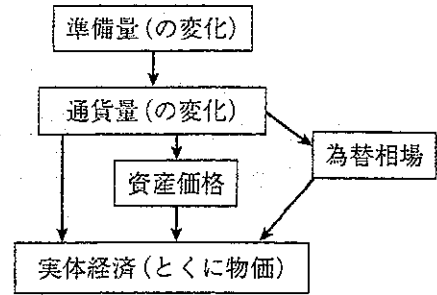 準備量(の変化)
通貨量(の変化)
為替相場
資産価格
実体経済(とくに物価)